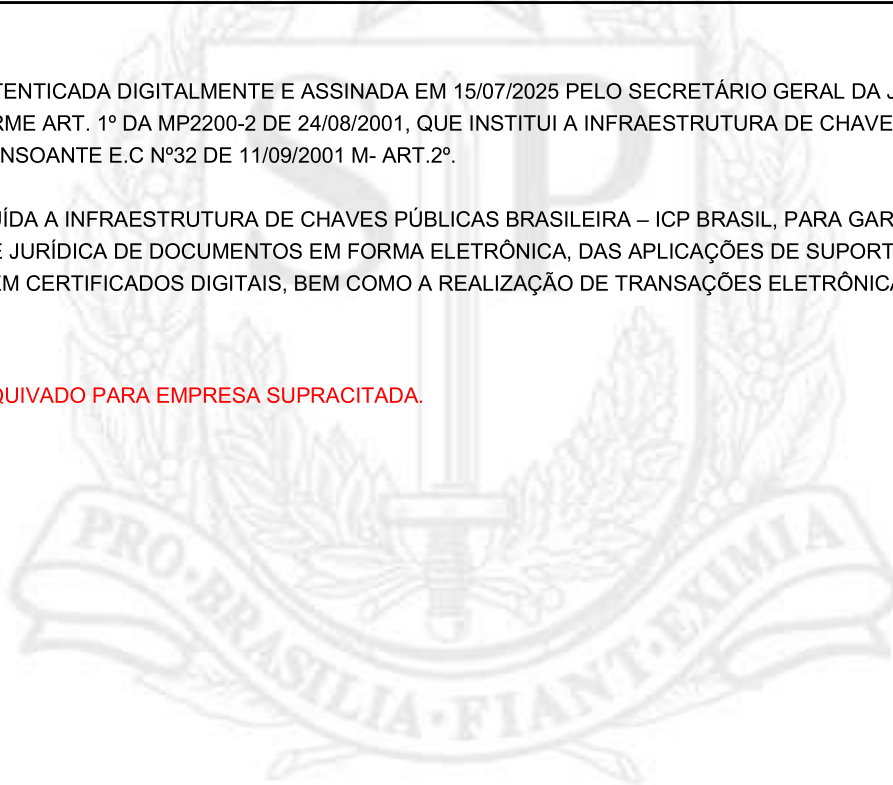 TENTICADA DIGITALMENTE E ASSINADA EM 15/07/2025 PELO SECRETÁRIO GERAL DA J
RME ART. 1º DA MP2200-2 DE 24/08/2001, QUE INSTITUI A INFRAESTRUTURA DE CHAVE
NSOANTE E.C Nº32 DE 11/09/2001 M- ART.2º.
ÍDA A INFRAESTRUTURA DE CHAVES PÚBLICAS BRASILEIRA – ICP BRASIL, PARA GAR
E JURÍDICA DE DOCUMENTOS EM FORMA ELETRÔNICA, DAS APLICAÇÕES DE SUPORT
EM CERTIFICADOS DIGITAIS, BEM COMO A REALIZAÇÃO DE TRANSAÇÕES ELETRÔNICA
QUIVADO PARA EMPRESA SUPRACITADA.
SP
PRO·BRASILIA·FIANT·EXIMIA